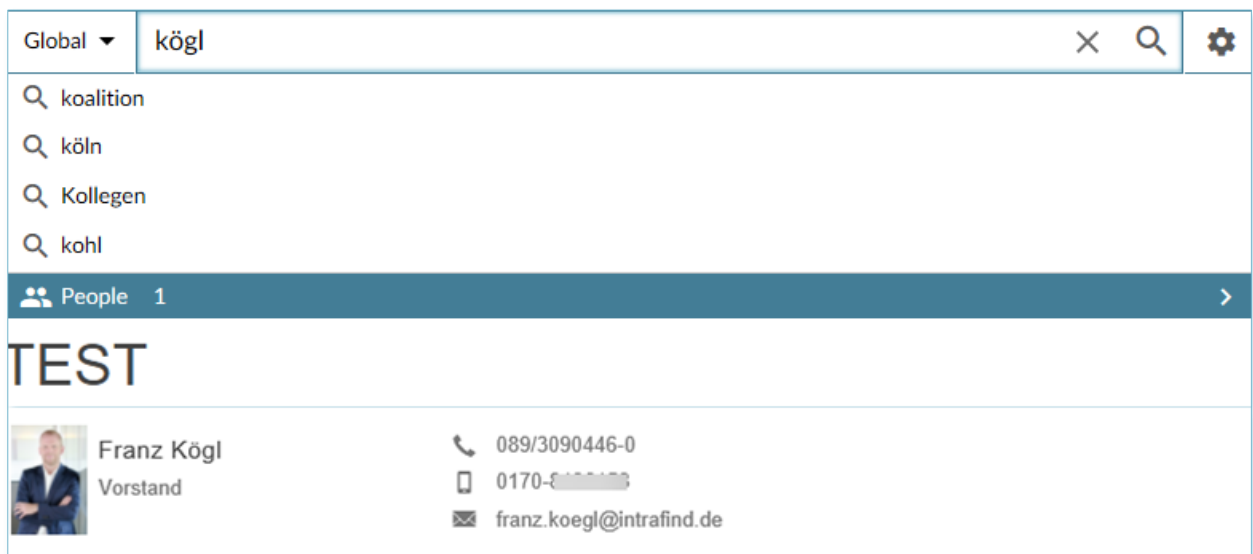 Global
kögl
koalition
köln
Kollegen
kohl
People 1
TEST
Franz Kögl
Vorstand
089/3090446-0
0170-
franz.koegl@intrafind.de